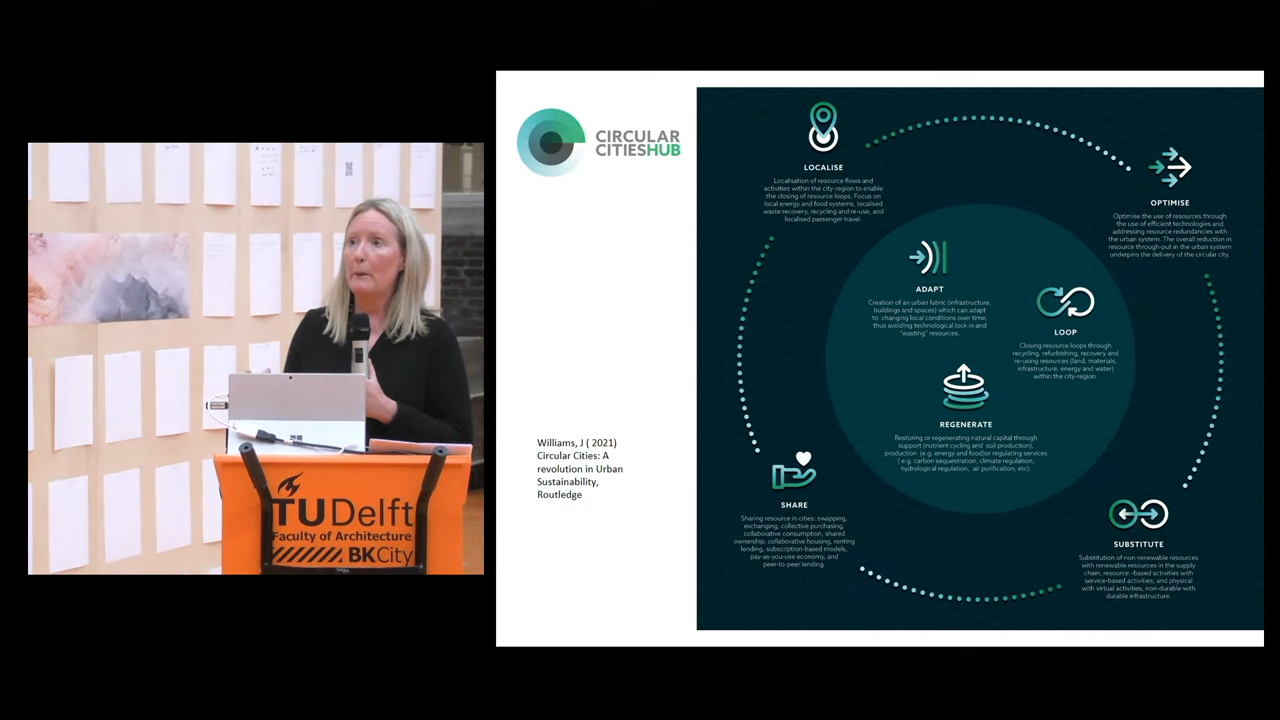 CIRCULAR
CITIESHUB
Williams, J ( 2021)
Circular Cities: A
revolution in Urban
Sustainability,
Routledge
LOCALISE
Localisation of resource flows and
activities within the city-region to enable
the closing of resource loops. Focus on
local energy and food systems, localised
waste recovery, recycling and re-use, and
localised passenger travel.
OPTIMISE
Optimise the use of resources through
the use of efficient technologies and
addressing resource redundancies with
the urban system. The overall reduction in
resource through-put in the urban system
underpins the delivery of the circular city.
ADAPT
Creation of an urban fabric (infrastructure,
buildings and spaces) which can adapt
to changing local conditions over time,
thus avoiding technological lock-in and
"wasting" resources.
LOOP
Closing resource loops through
recycling, refurbishing, recovery and
re-using resources (land, materials,
infrastructure, energy and water)
within the city-region.
REGENERATE
Restoring or regenerating natural capital through
support (nutrient cycling and soil production),
production (e.g. energy and food)or regulating services
( e.g. carbon sequestration, climate regulation,
hydrological regulation, air purification, etc).
SHARE
Sharing resource in cities: swapping,
exchanging, collective purchasing,
collaborative consumption, shared
ownership, collaborative housing, renting
lending, subscription-based models,
pay-as-you-use economy, and
peer-to-peer lending.
SUBSTITUTE
Substitution of non-renewable resources
with renewable resources in the supply
chain; resource -based activities with
service-based activities; and physical
with virtual activities, non-durable with
durable infrastructure.
TUDelft
Faculty of Architecture
BKCity